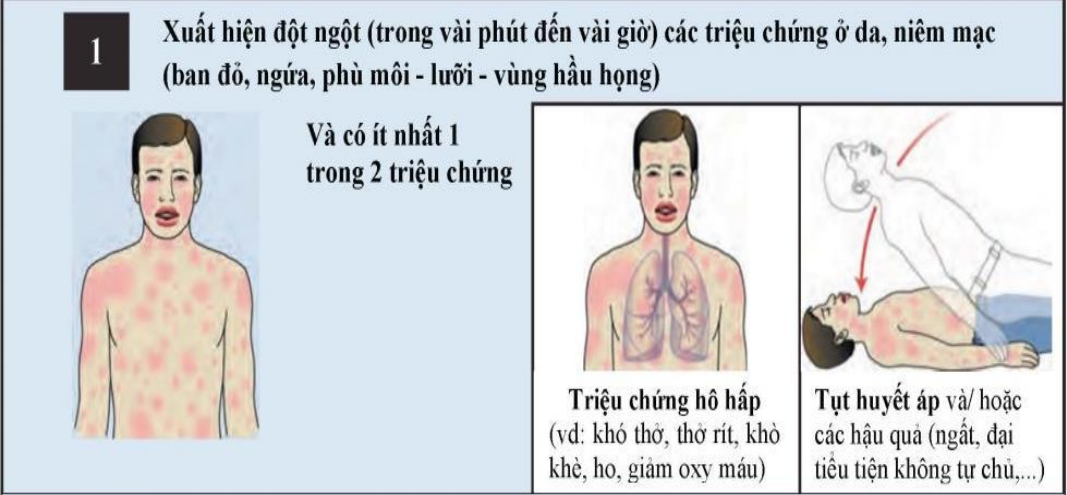 1
Xuất hiện đột ngột (trong vài phút đến vài giờ) các triệu chứng ở da, niêm mạc
(ban đỏ, ngứa, phù môi - lưỡi - vùng hầu họng)
Và có ít nhất 1
trong 2 triệu chứng
Triệu chứng hô hấp
(vd: khó thở, thở rít, khò
khè, ho, giảm oxy máu)
Tụt huyết áp và/ hoặc
các hậu quả (ngất, đại
tiểu tiện không tự chủ,...)